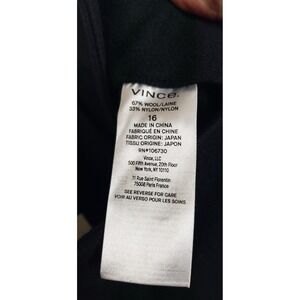 VINCE.
67% WOOL/LAINE
33% NYLON/NYLON
16
MADE IN CHINA
FABRIQUÉ EN CHINE
FABRIC ORIGIN: JAPAN
TISSU ORIGINE: JAPON
RN#106730
Vince, LLC
500 Fifth Avenue, 20th Floor
New York, NY 10110
11 Rue Saint Florentin
75008 Paris France
SEE REVERSE FOR CARE
VOIR AU VERSO POUR LES SOINS